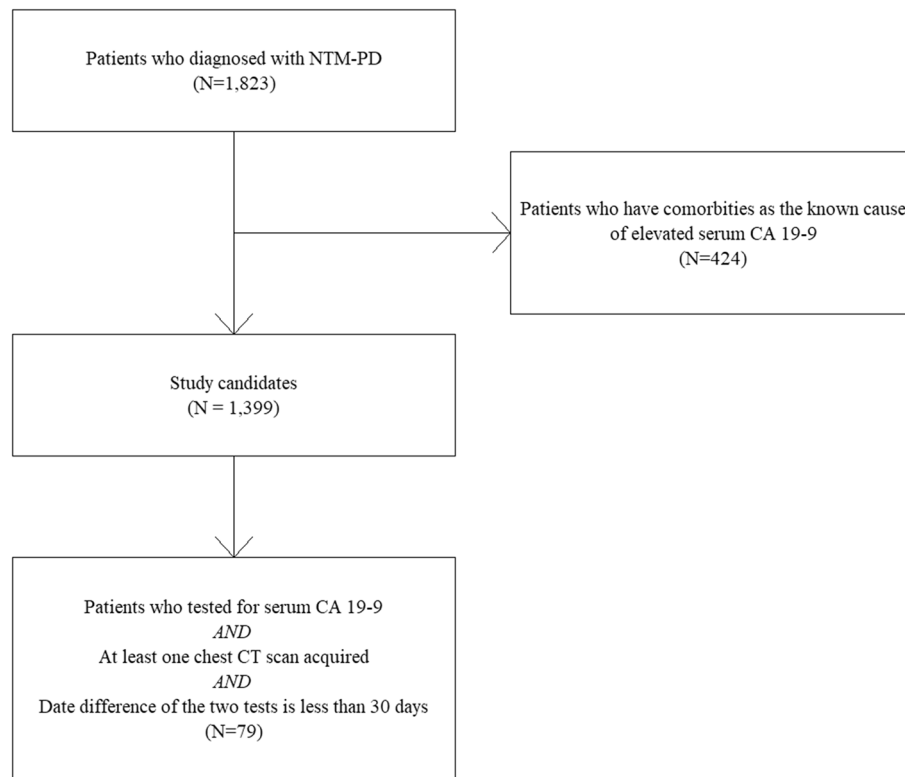 Patients who diagnosed with NTM-PD
(N=1,823)
Patients who have comorbities as the known cause
of elevated serum CA 19-9
(N=424)
Study candidates
(N = 1,399)
Patients who tested for serum CA 19-9
AND
At least one chest CT scan acquired
AND
Date difference of the two tests is less than 30 days
(N=79)